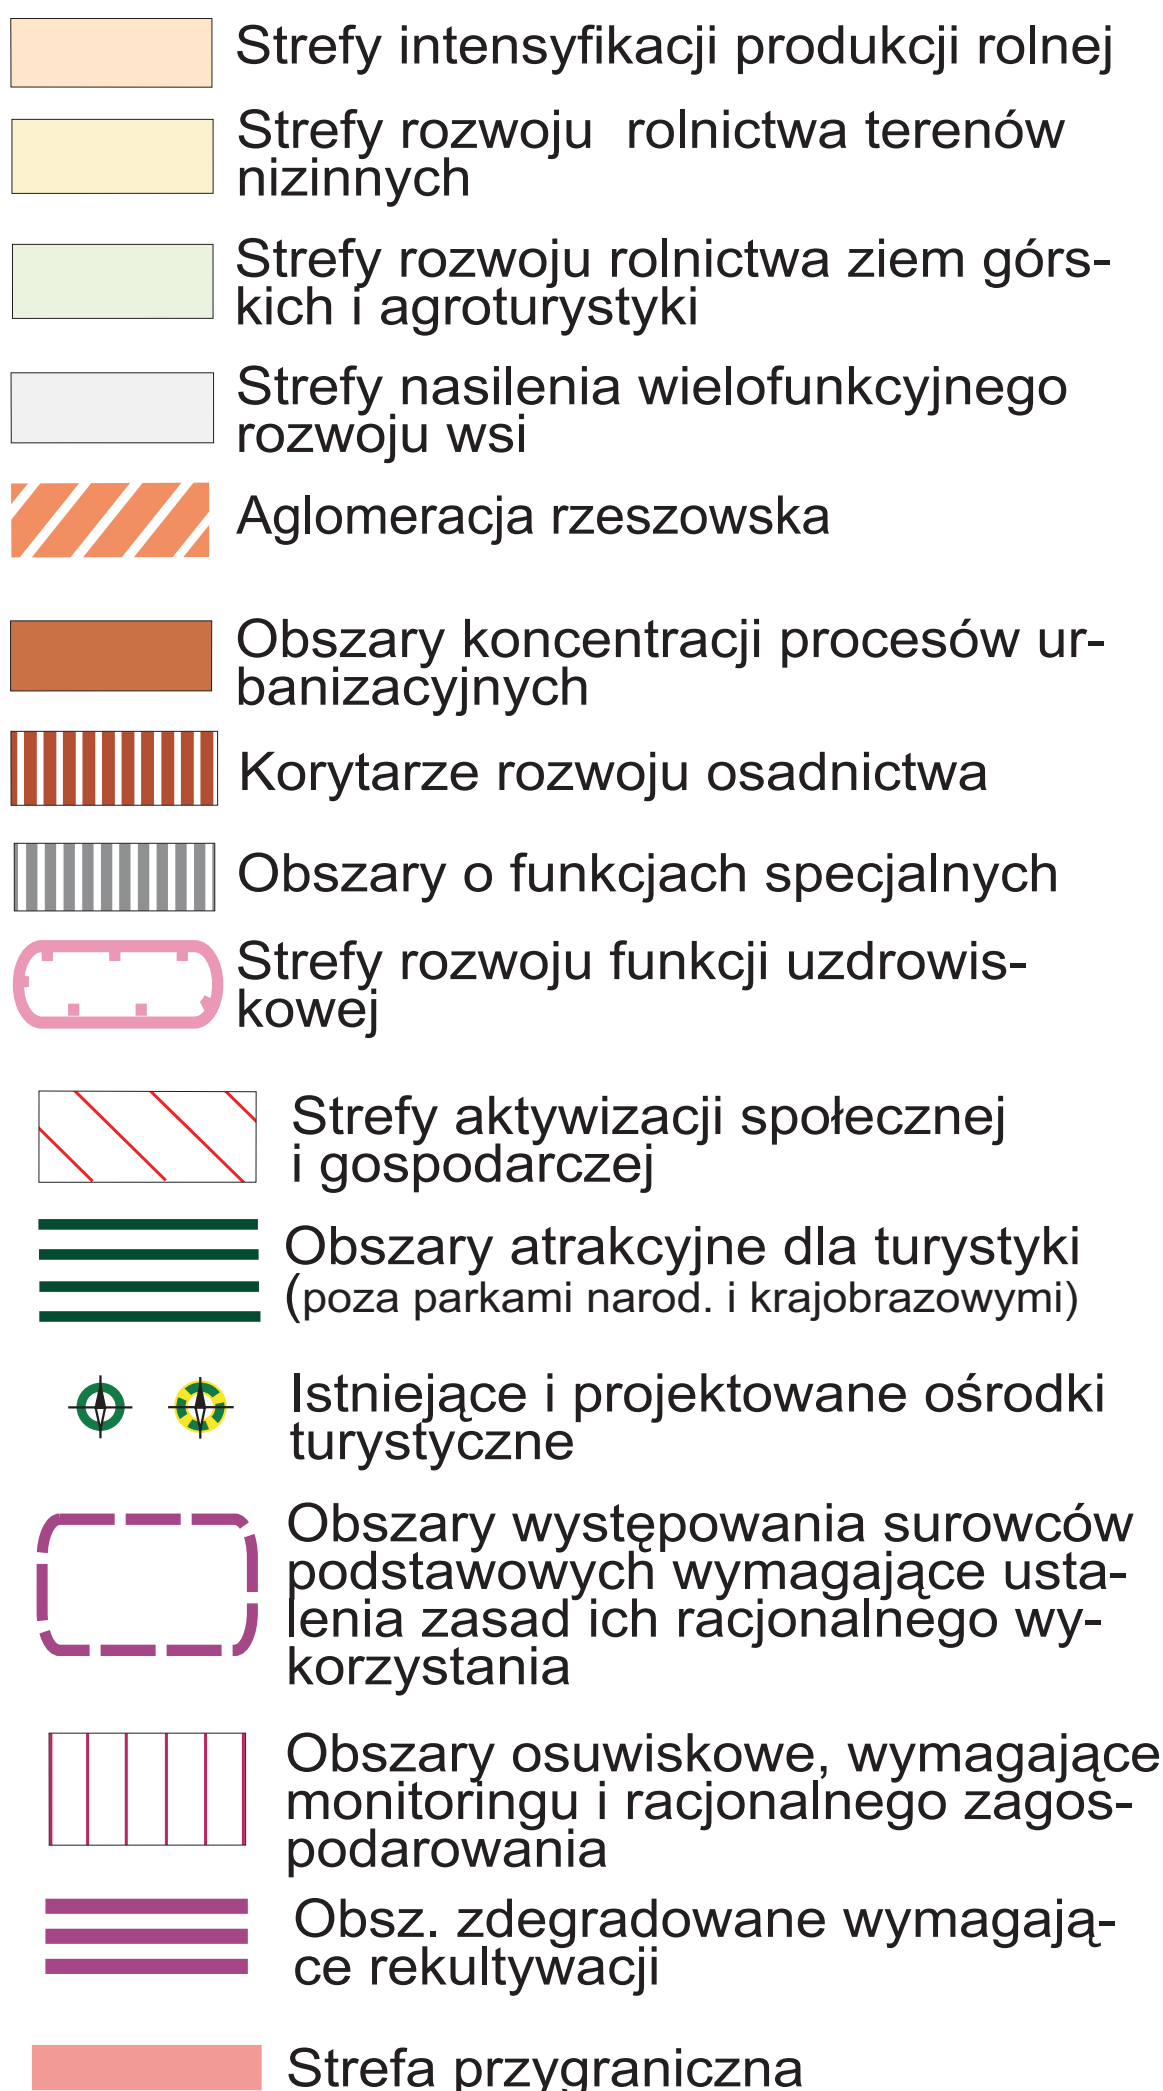 Strefy intensyfikacji produkcji rolnej
Strefy rozwoju rolnictwa terenów
nizinnych
Strefy rozwoju rolnictwa ziem górs-
kich i agroturystyki
Strefy nasilenia wielofunkcyjnego
rozwoju wsi
Aglomeracja rzeszowska
Obszary koncentracji procesów ur-
banizacyjnych
Korytarze rozwoju osadnictwa
Obszary o funkcjach specjalnych
Strefy rozwoju funkcji uzdrowis-
kowej
Strefy aktywizacji społecznej
i gospodarczej
Obszary atrakcyjne dla turystyki
(poza parkami narod. i krajobrazowymi)
Istniejące i projektowane ośrodki
turystyczne
Obszary występowania surowców
podstawowych wymagające usta-
lenia zasad ich racjonalnego wy-
korzystania
Obszary osuwiskowe, wymagające
monitoringu i racjonalnego zagos-
podarowania
Obsz. zdegradowane wymagają-
ce rekultywacji
Strefa przygraniczna